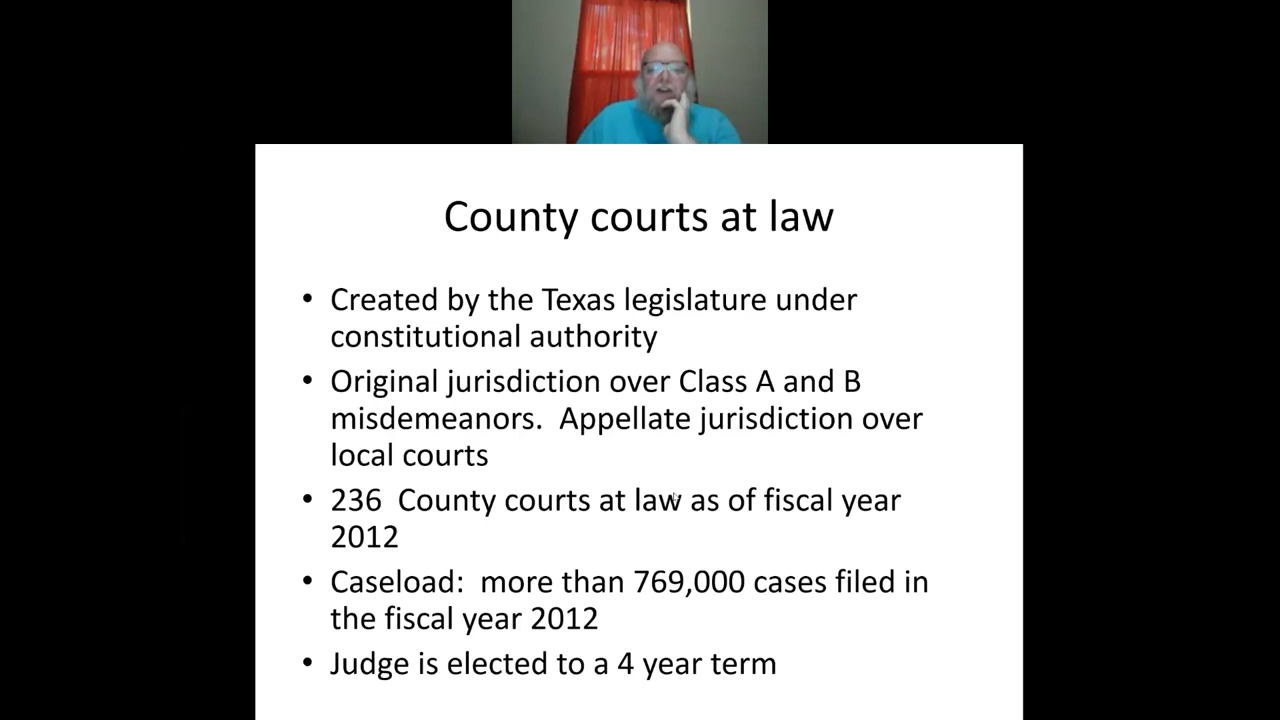 County courts at law
• Created by the Texas legislature under
constitutional authority
• Original jurisdiction over Class A and B
misdemeanors.  Appellate jurisdiction over
local courts
• 236  County courts at law as of fiscal year
2012
• Caseload:  more than 769,000 cases filed in
the fiscal year 2012
• Judge is elected to a 4 year term